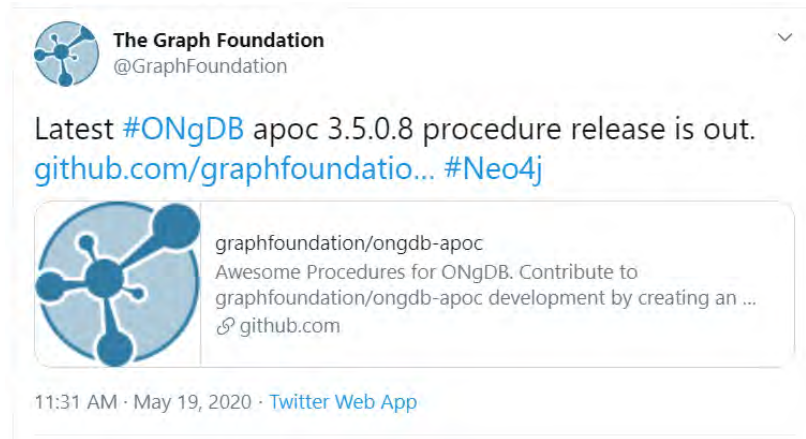 The Graph Foundation
@GraphFoundation
Latest #ONgDB apoc 3.5.0.8 procedure release is out.
github.com/graphfoundatio... #Neo4j
graphfoundation/ongdb-apoc
Awesome Procedures for ONgDB. Contribute to
graphfoundation/ongdb-apoc development by creating an ...
github.com
11:31 AM · May 19, 2020 · Twitter Web App